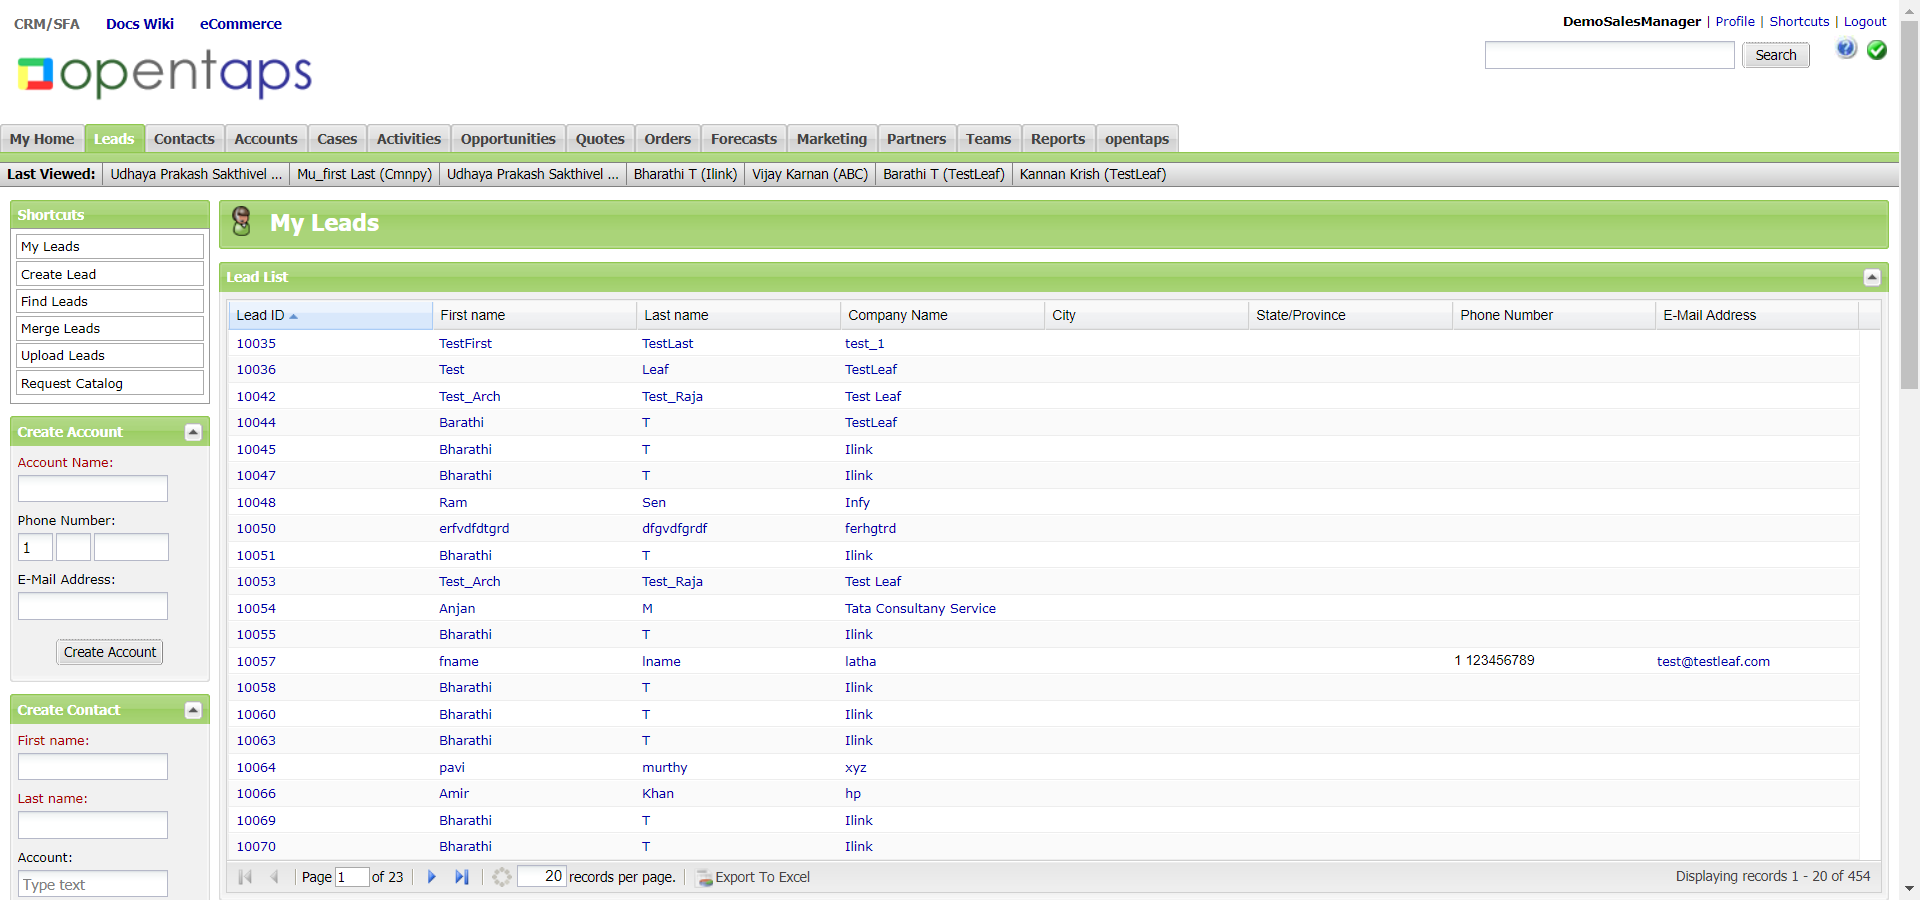 CRM/SFA Docs Wiki eCommerce
DemoSalesManager | Profile | Shortcuts | Logout
Search
opentaps
My Home Leads Contacts Accounts Cases Activities Opportunities Quotes Orders Forecasts Marketing Partners Teams Reports opentaps
Last Viewed: Udhaya Prakash Sakthivel ... Mu_first Last (Cmnpy) Udhaya Prakash Sakthivel ... Bharathi T (Ilink) Vijay Karnan (ABC) Barathi T (TestLeaf) Kannan Krish (TestLeaf)
Shortcuts
My Leads
Create Lead
Find Leads
Merge Leads
Upload Leads
Request Catalog
Create Account
Account Name:
Phone Number:
1
E-Mail Address:
Create Account
Create Contact
First name:
Last name:
Account:
Type text
My Leads
Lead List
Lead ID First name Last name Company Name City State/Province Phone Number E-Mail Address
10035 TestFirst TestLast test_1
10036 Test Leaf TestLeaf
10042 Test_Arch Test_Raja Test Leaf
10044 Barathi T TestLeaf
10045 Bharathi T Ilink
10047 Bharathi T Ilink
10048 Ram Sen Infy
10050 erfvdfdtgrd dfgvdfgrdf ferhgtrd
10051 Bharathi T Ilink
10053 Test_Arch Test_Raja Test Leaf
10054 Anjan M Tata Consultany Service
10055 Bharathi T Ilink
10057 fname lname latha 1 123456789 test@testleaf.com
10058 Bharathi T Ilink
10060 Bharathi T Ilink
10063 Bharathi T Ilink
10064 pavi murthy xyz
10066 Amir Khan hp
10069 Bharathi T Ilink
10070 Bharathi T Ilink
Page 1 of 23 20 records per page. Export To Excel Displaying records 1 - 20 of 454